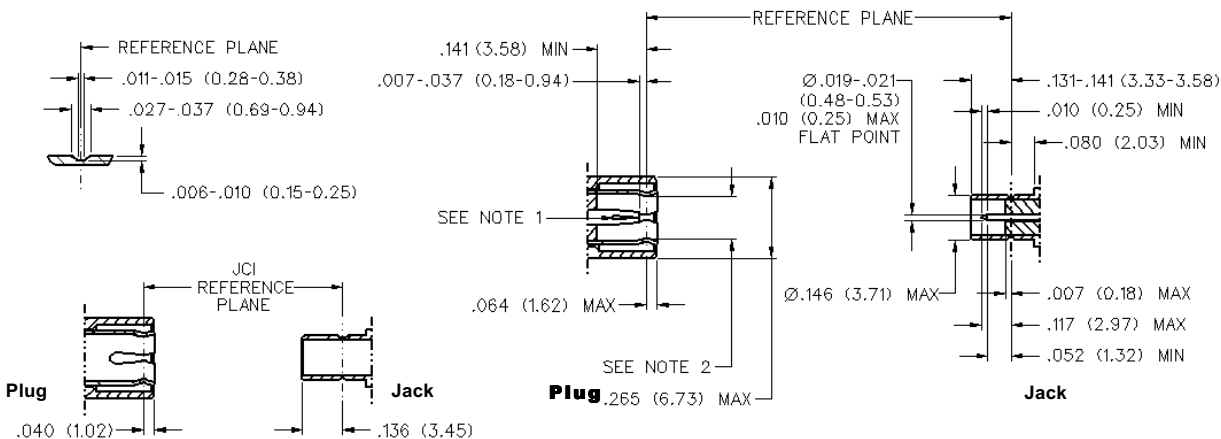 REFERENCE PLANE
.011-.015 (0.28-0.38)
.027-.037 (0.69-0.94)
.006-.010 (0.15-0.25)
JCI
REFERENCE
PLANE
Plug
Jack
.040 (1.02)
.136 (3.45)
REFERENCE PLANE
.141 (3.58) MIN
.007-.037 (0.18-0.94)
SEE NOTE 1
.064 (1.62) MAX
SEE NOTE 2
Plug
.265 (6.73) MAX
Ø.019-.021
(0.48-0.53)
.010 (0.25) MAX
FLAT POINT
.131-.141 (3.33-3.58)
.010 (0.25) MIN
.080 (2.03) MIN
Ø.146 (3.71) MAX
.007 (0.18) MAX
.117 (2.97) MAX
.052 (1.32) MIN
Jack